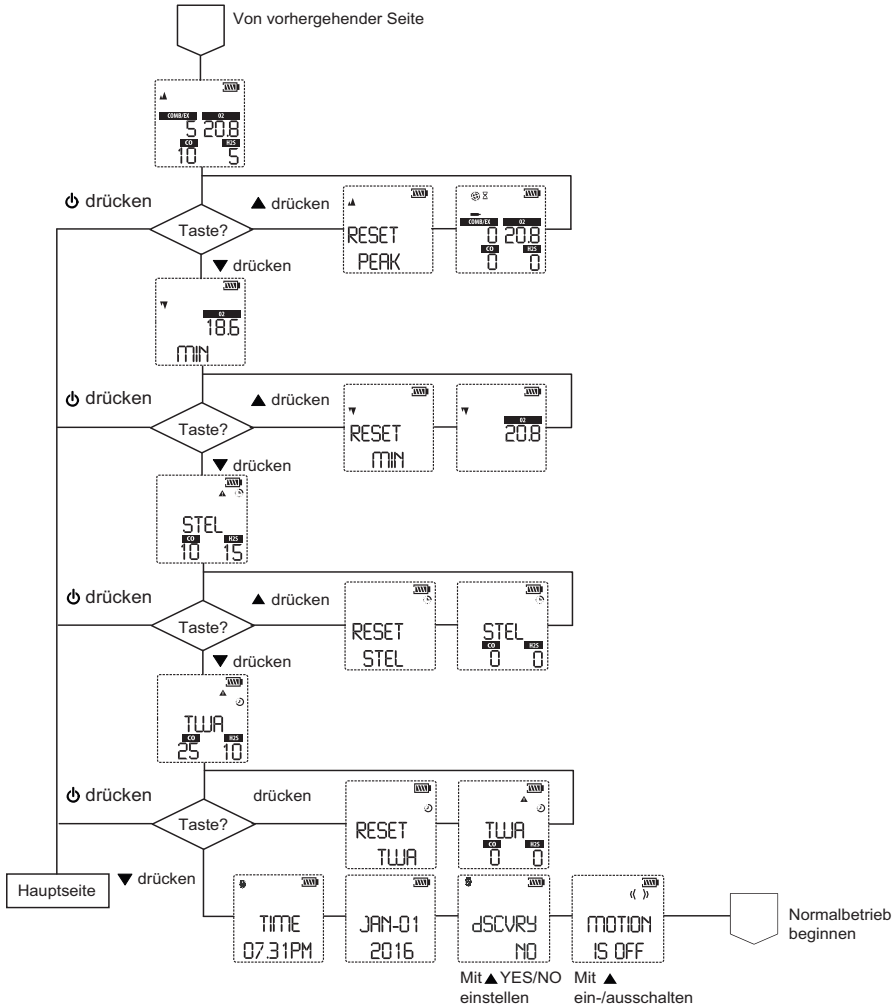 Von vorhergehender Seite
COMB/EX O2
5 20.8
CO H2S
10 5
⏻ drücken
▲ drücken
Taste?
▼ drücken
RESET
PEAK
COMB/EX O2
0 20.8
CO H2S
0 0
O2
18.6
MIN
⏻ drücken
▲ drücken
Taste?
▼ drücken
RESET
MIN
O2
20.8
STEL
CO H2S
10 15
⏻ drücken
▲ drücken
Taste?
▼ drücken
RESET
STEL
STEL
CO H2S
0 0
TWA
CO H2S
25 10
⏻ drücken
drücken
Taste?
▼ drücken
RESET
TWA
TWA
CO H2S
0 0
Hauptseite
TIME
07.31PM
JAN-01
2016
dSCVRY
NO
MOTION
IS OFF
Normalbetrieb
beginnen
Mit ▲ YES/NO
einstellen
Mit ▲
ein-/ausschalten